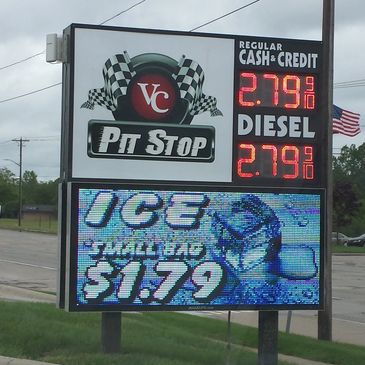 VC
PIT STOP
REGULAR
CASH & CREDIT
2.79 9/10
DIESEL
2.79 9/10
ICE
SMALL BAG
$1.79